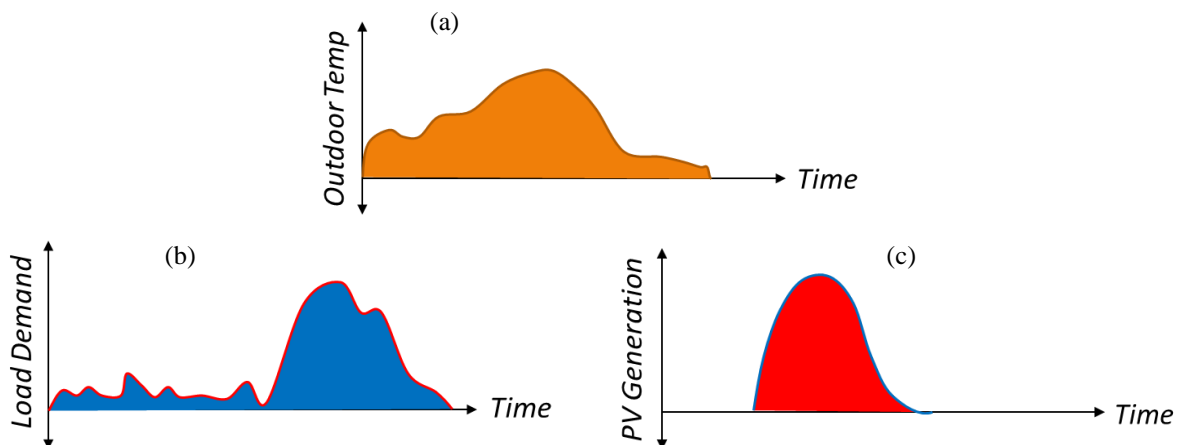 (a)
Outdoor Temp
Time
(b)
Load Demand
Time
(c)
PV Generation
Time